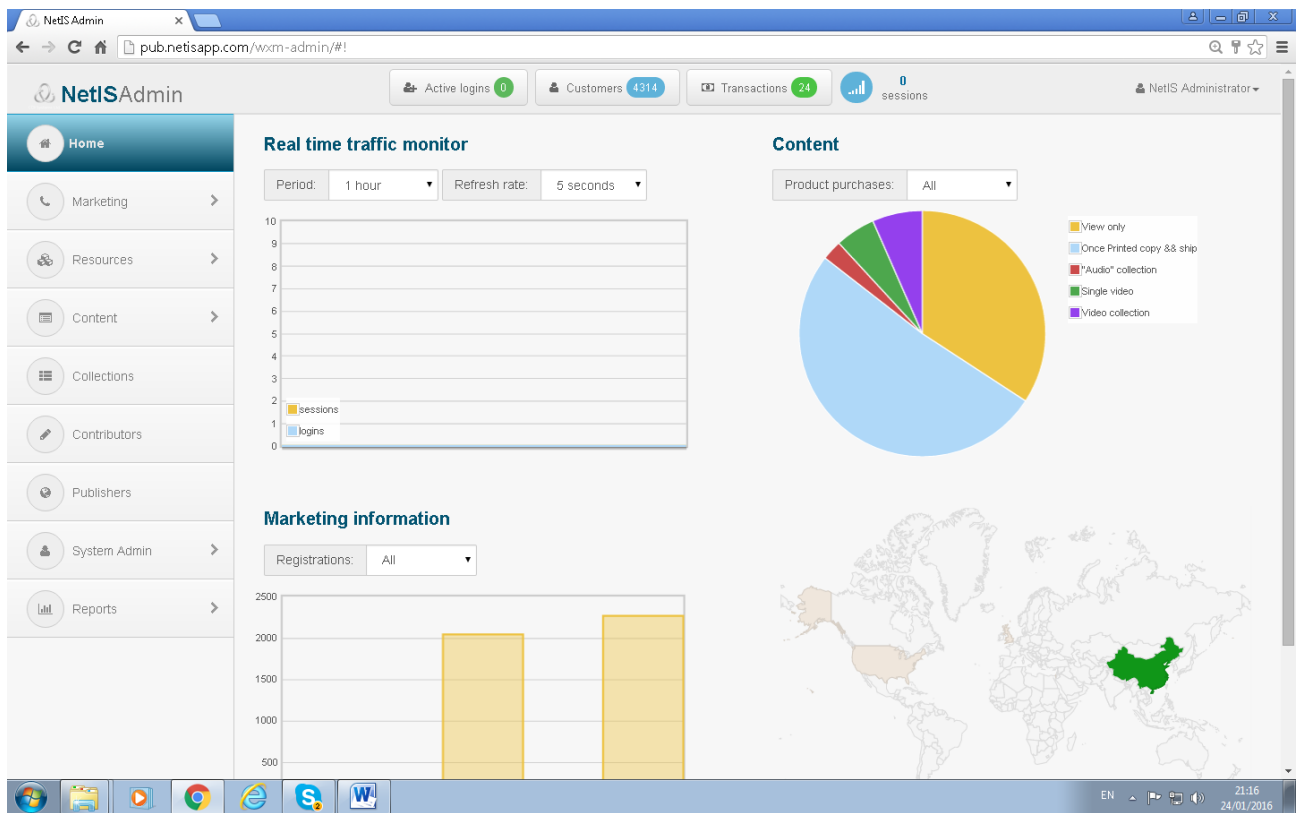 NetIS Admin
pub.netisapp.com/wxm-admin/#!
NetISAdmin
Active logins 0
Customers 4314
Transactions 24
0
sessions
NetIS Administrator
Home
Marketing
Resources
Content
Collections
Contributors
Publishers
System Admin
Reports
Real time traffic monitor
Period: 1 hour
Refresh rate: 5 seconds
10
9
8
7
6
5
4
3
2
1
0
sessions
logins
Content
Product purchases: All
View only
Once Printed copy && ship
"Audio" collection
Single video
Video collection
Marketing information
Registrations: All
2500
2000
1500
1000
500
EN
21:16
24/01/2016